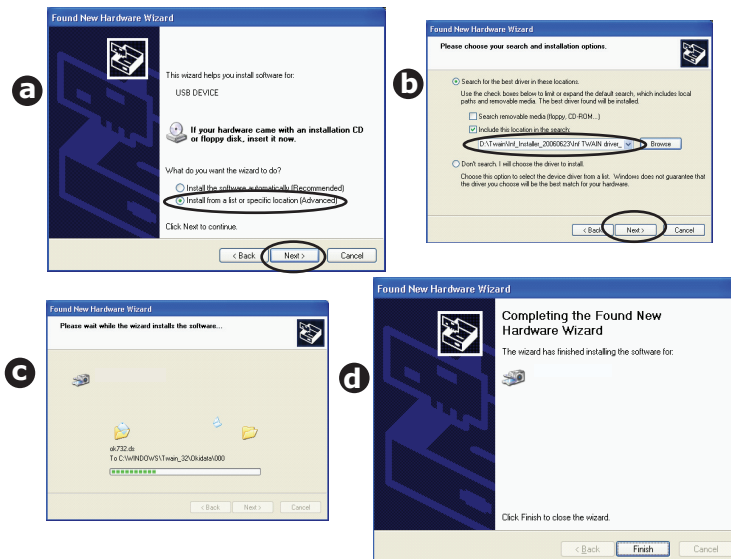 a
Found New Hardware Wizard
This wizard helps you install software for:
USB DEVICE
If your hardware came with an installation CD
or floppy disk, insert it now.
What do you want the wizard to do?
Install the software automatically (Recommended)
Install from a list or specific location (Advanced)
Click Next to continue.
< Back Next > Cancel
b
Found New Hardware Wizard
Please choose your search and installation options.
Search for the best driver in these locations.
Use the check boxes below to limit or expand the default search, which includes local
paths and removable media. The best driver found will be installed.
Search removable media (floppy, CD-ROM...)
Include this location in the search:
D:\Twain\Inf_Installer_20060623\Inf TWAIN driver_ Browse
Don't search. I will choose the driver to install.
Choose this option to select the device driver from a list. Windows does not guarantee that
the driver you choose will be the best match for your hardware.
< Back Next > Cancel
c
Found New Hardware Wizard
Please wait while the wizard installs the software...
ok732.ds
To C:\WINDOWS\Twain_32\Okidata\000
< Back Next > Cancel
d
Found New Hardware Wizard
Completing the Found New
Hardware Wizard
The wizard has finished installing the software for:
Click Finish to close the wizard.
< Back Finish Cancel